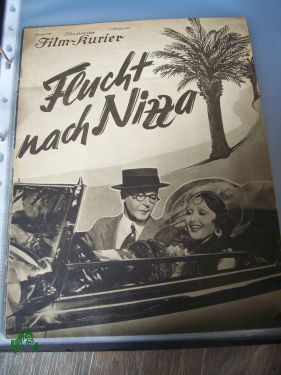 Illustrierter
Film-Kurier
Flucht
nach Nizza